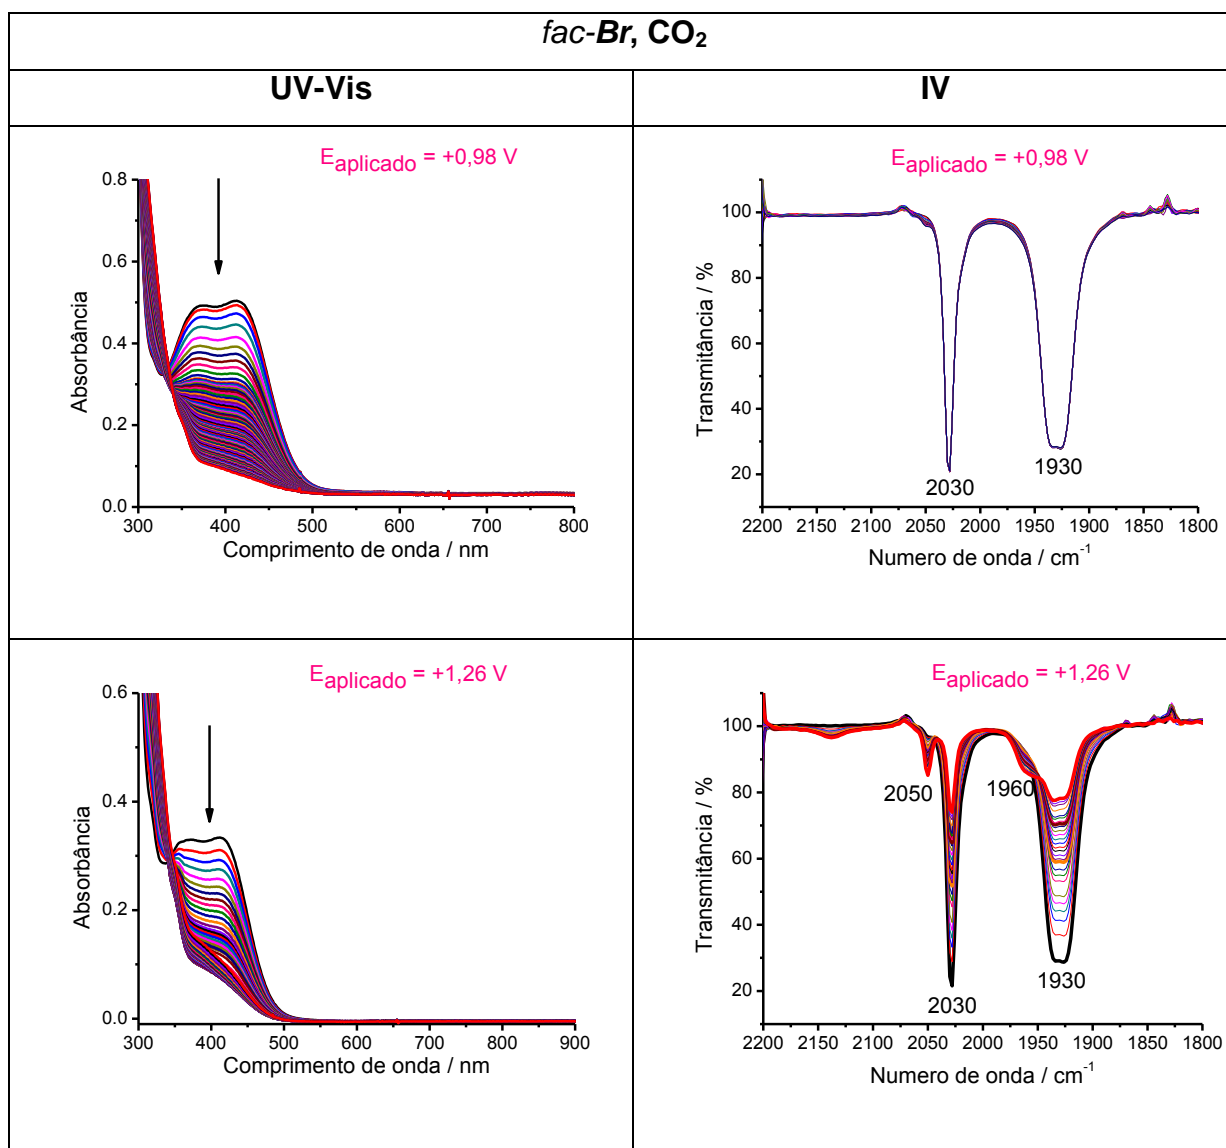 fac-Br, CO₂
UV-Vis
IV
E_aplicado = +0,98 V
0.8
0.6
0.4
0.2
0.0
Absorbância
300 400 500 600 700 800
Comprimento de onda / nm
E_aplicado = +0,98 V
100
80
60
40
20
Transmitância / %
2030
1930
2200 2150 2100 2050 2000 1950 1900 1850 1800
Numero de onda / cm⁻¹
E_aplicado = +1,26 V
0.6
0.4
0.2
0.0
Absorbância
300 400 500 600 700 800 900
Comprimento de onda / nm
E_aplicado = +1,26 V
100
80
60
40
20
Transmitância / %
2050
1960
2030
1930
2200 2150 2100 2050 2000 1950 1900 1850 1800
Numero de onda / cm⁻¹